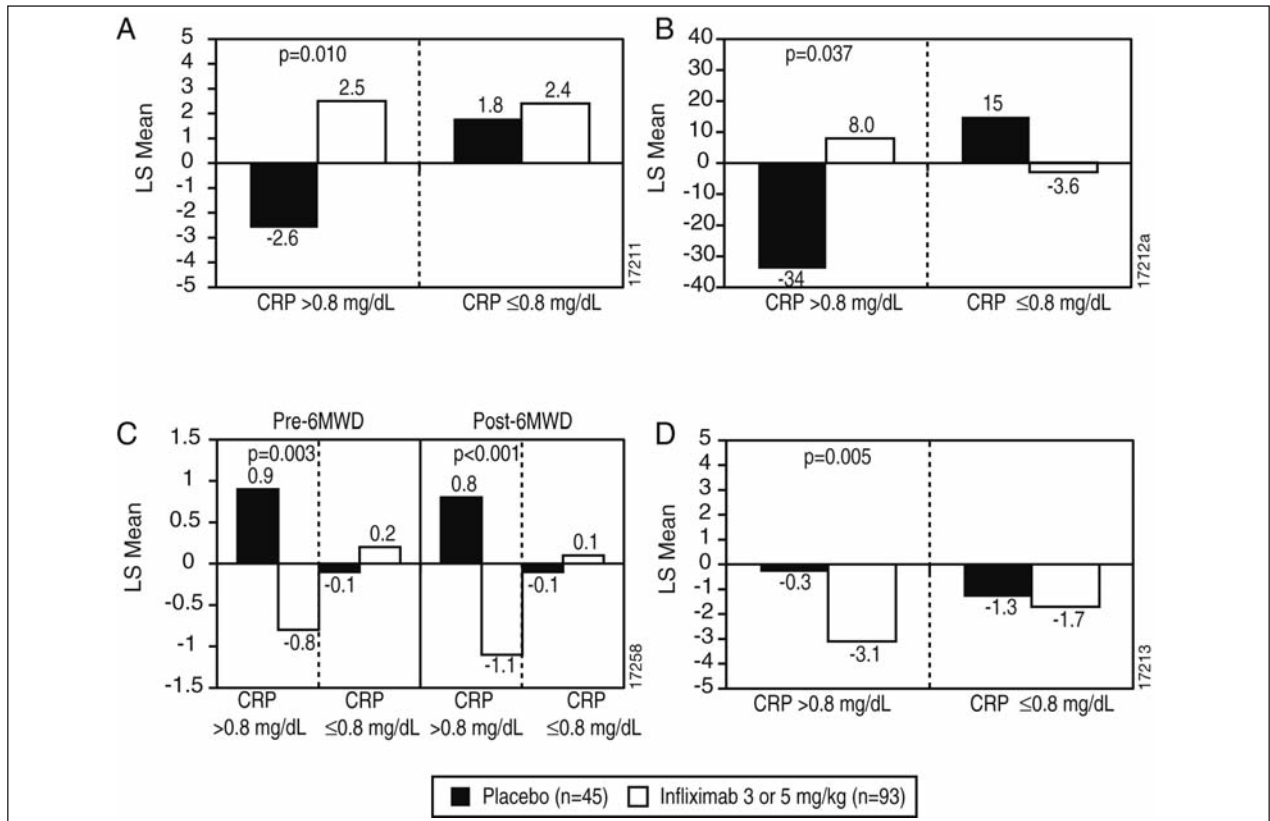 A
LS Mean
5
4
3
2
1
0
-1
-2
-3
-4
-5
p=0.010
-2.6
2.5
1.8
2.4
CRP >0.8 mg/dL
CRP ≤0.8 mg/dL
17211
B
LS Mean
40
30
20
10
0
-10
-20
-30
-40
p=0.037
-34
8.0
15
-3.6
CRP >0.8 mg/dL
CRP ≤0.8 mg/dL
17212a
C
Pre-6MWD
Post-6MWD
LS Mean
1.5
1
0.5
0
-0.5
-1
-1.5
p=0.003
0.9
-0.8
-0.1
0.2
p<0.001
0.8
-1.1
-0.1
0.1
CRP
>0.8 mg/dL
CRP
≤0.8 mg/dL
CRP
>0.8 mg/dL
CRP
≤0.8 mg/dL
17258
D
LS Mean
5
4
3
2
1
0
-1
-2
-3
-4
-5
p=0.005
-0.3
-3.1
-1.3
-1.7
CRP >0.8 mg/dL
CRP ≤0.8 mg/dL
17213
Placebo (n=45)
Infliximab 3 or 5 mg/kg (n=93)